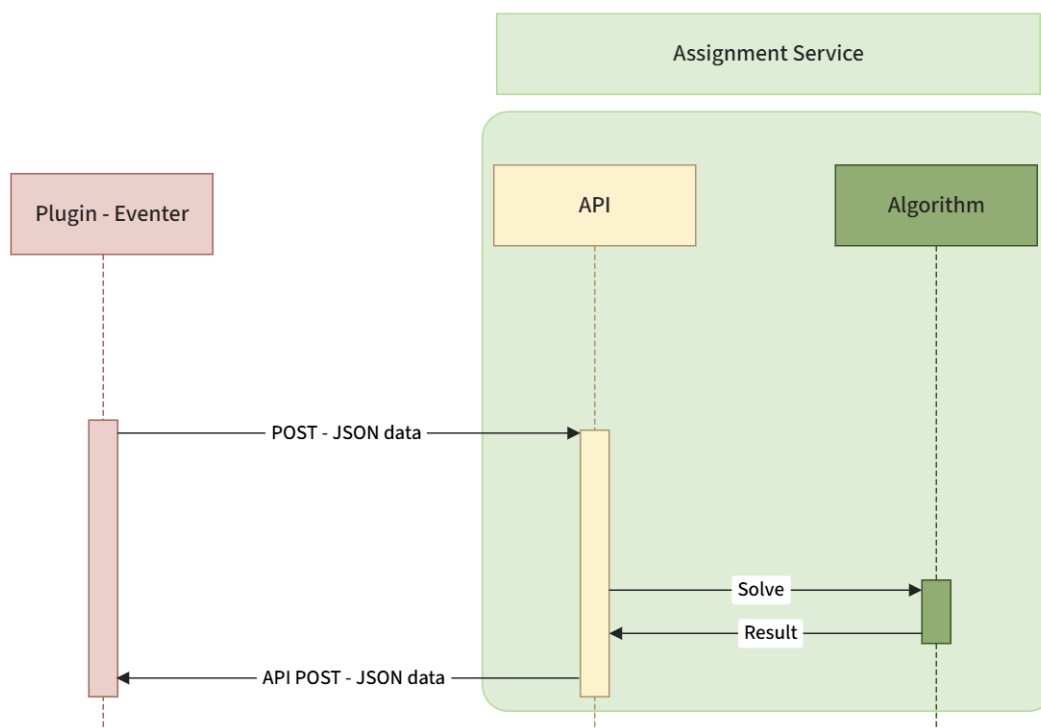 Assignment Service
Plugin - Eventer
API
Algorithm
POST - JSON data
Solve
Result
API POST - JSON data